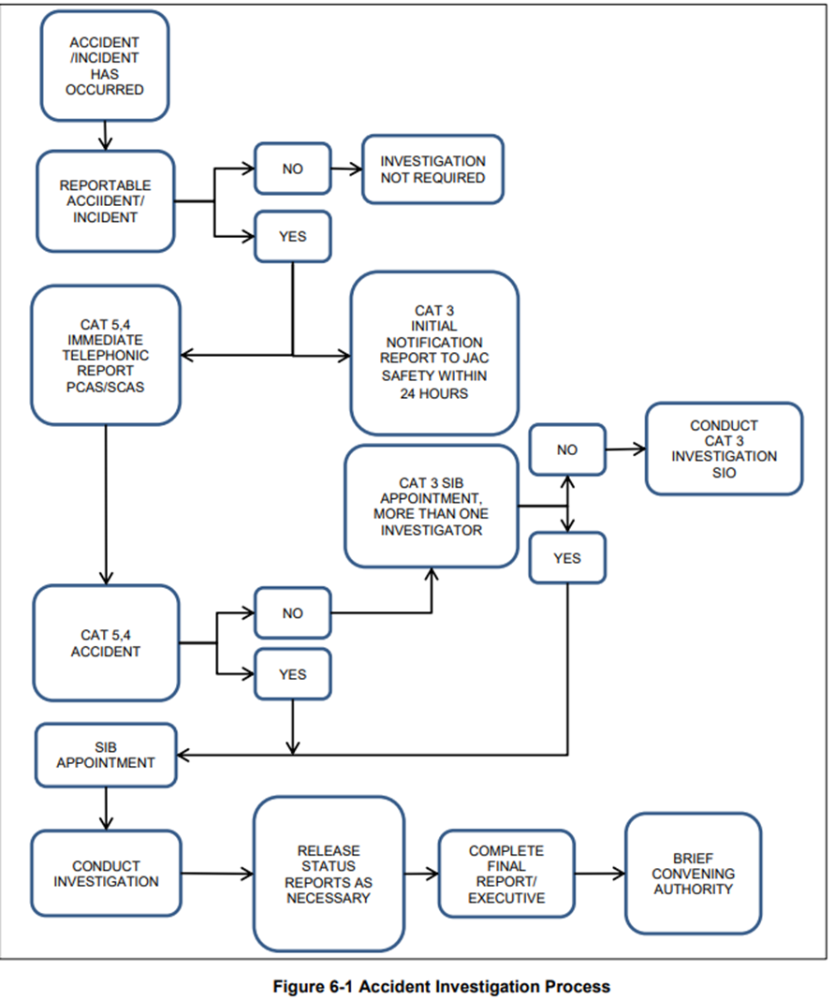 ACCIDENT
/INCIDENT
HAS
OCCURRED
REPORTABLE
ACCIIDENT/
INCIDENT
NO
INVESTIGATION
NOT REQUIRED
YES
CAT 5,4
IMMEDIATE
TELEPHONIC
REPORT
PCAS/SCAS
CAT 3
INITIAL
NOTIFICATION
REPORT TO JAC
SAFETY WITHIN
24 HOURS
CAT 3 SIB
APPOINTMENT,
MORE THAN ONE
INVESTIGATOR
NO
CONDUCT
CAT 3
INVESTIGATION
SIO
YES
CAT 5,4
ACCIDENT
NO
YES
SIB
APPOINTMENT
CONDUCT
INVESTIGATION
RELEASE
STATUS
REPORTS AS
NECESSARY
COMPLETE
FINAL
REPORT/
EXECUTIVE
BRIEF
CONVENING
AUTHORITY
Figure 6-1 Accident Investigation Process